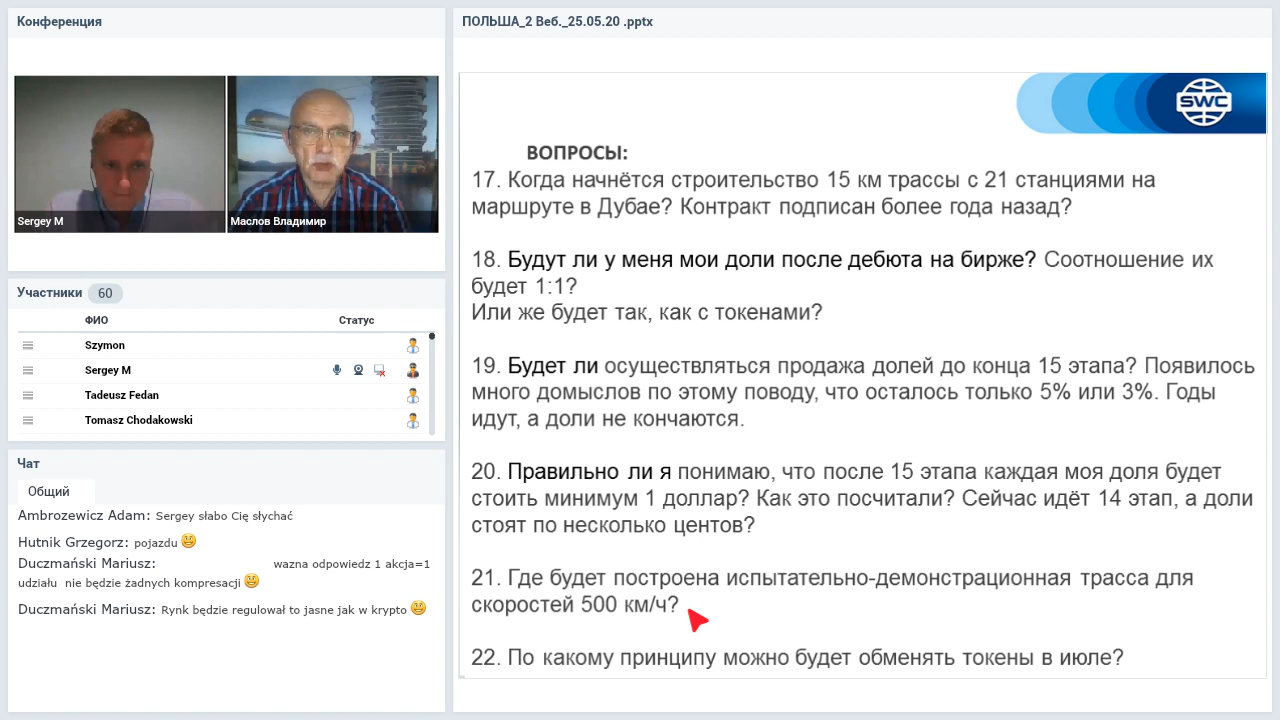 Конференция
Sergey M
Маслов Владимир
Участники 60
ФИО Статус
Szymon
Sergey M
Tadeusz Fedan
Tomasz Chodakowski
Чат
Общий
Ambrozewicz Adam: Sergey słabo Cię słychać
Hutnik Grzegorz: pojazdu
Duczmański Mariusz: wazna odpowiedz 1 akcja=1
udziału nie będzie żadnych kompresacji
Duczmański Mariusz: Rynk będzie regulował to jasne jak w krypto
ПОЛЬША_2 Веб._25.05.20 .pptx
SWC
ВОПРОСЫ:
17. Когда начнётся строительство 15 км трассы с 21 станциями на
маршруте в Дубае? Контракт подписан более года назад?
18. Будут ли у меня мои доли после дебюта на бирже? Соотношение их
будет 1:1?
Или же будет так, как с токенами?
19. Будет ли осуществляться продажа долей до конца 15 этапа? Появилось
много домыслов по этому поводу, что осталось только 5% или 3%. Годы
идут, а доли не кончаются.
20. Правильно ли я понимаю, что после 15 этапа каждая моя доля будет
стоить минимум 1 доллар? Как это посчитали? Сейчас идёт 14 этап, а доли
стоят по несколько центов?
21. Где будет построена испытательно-демонстрационная трасса для
скоростей 500 км/ч?
22. По какому принципу можно будет обменять токены в июле?